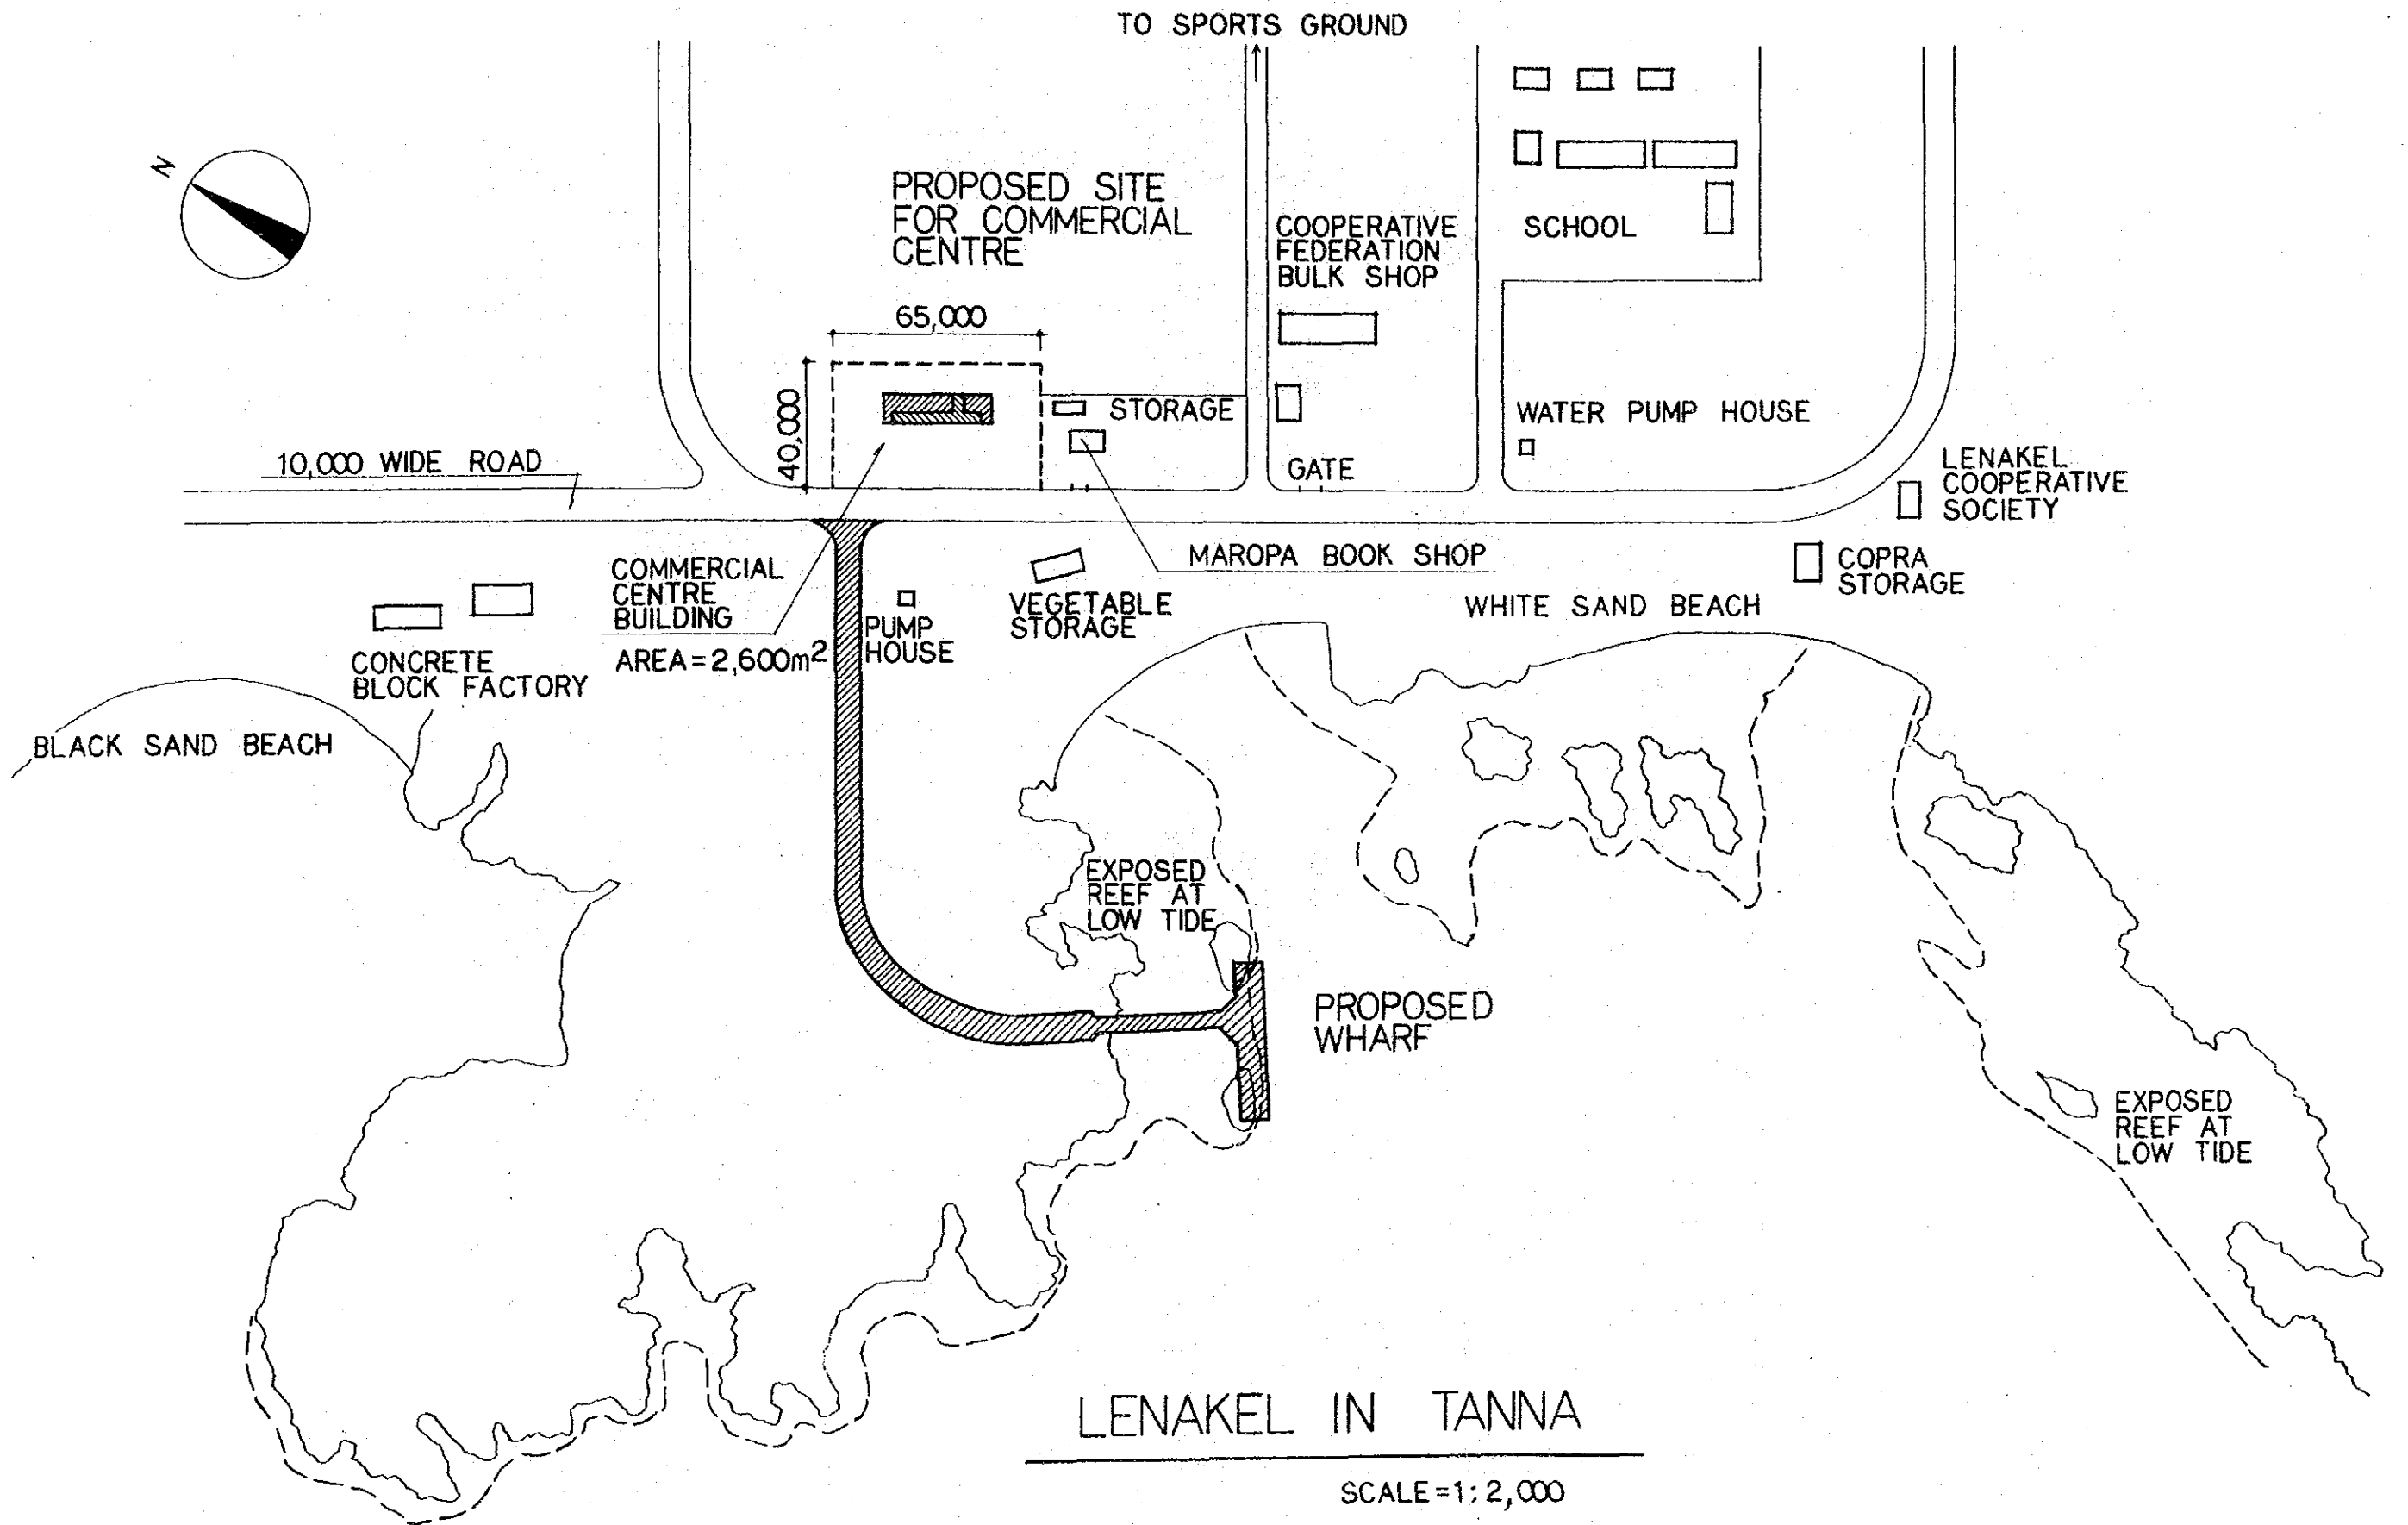 TO SPORTS GROUND
N
PROPOSED SITE
FOR COMMERCIAL
CENTRE
COOPERATIVE
FEDERATION
BULK SHOP
SCHOOL
65,000
40,000
STORAGE
WATER PUMP HOUSE
10,000 WIDE ROAD
GATE
LENAKEL
COOPERATIVE
SOCIETY
MAROPA BOOK SHOP
COPRA
STORAGE
COMMERCIAL
CENTRE
BUILDING
AREA=2,600m²
PUMP
HOUSE
VEGETABLE
STORAGE
WHITE SAND BEACH
CONCRETE
BLOCK FACTORY
BLACK SAND BEACH
EXPOSED
REEF AT
LOW TIDE
PROPOSED
WHARF
EXPOSED
REEF AT
LOW TIDE
LENAKEL IN TANNA
SCALE=1:2,000